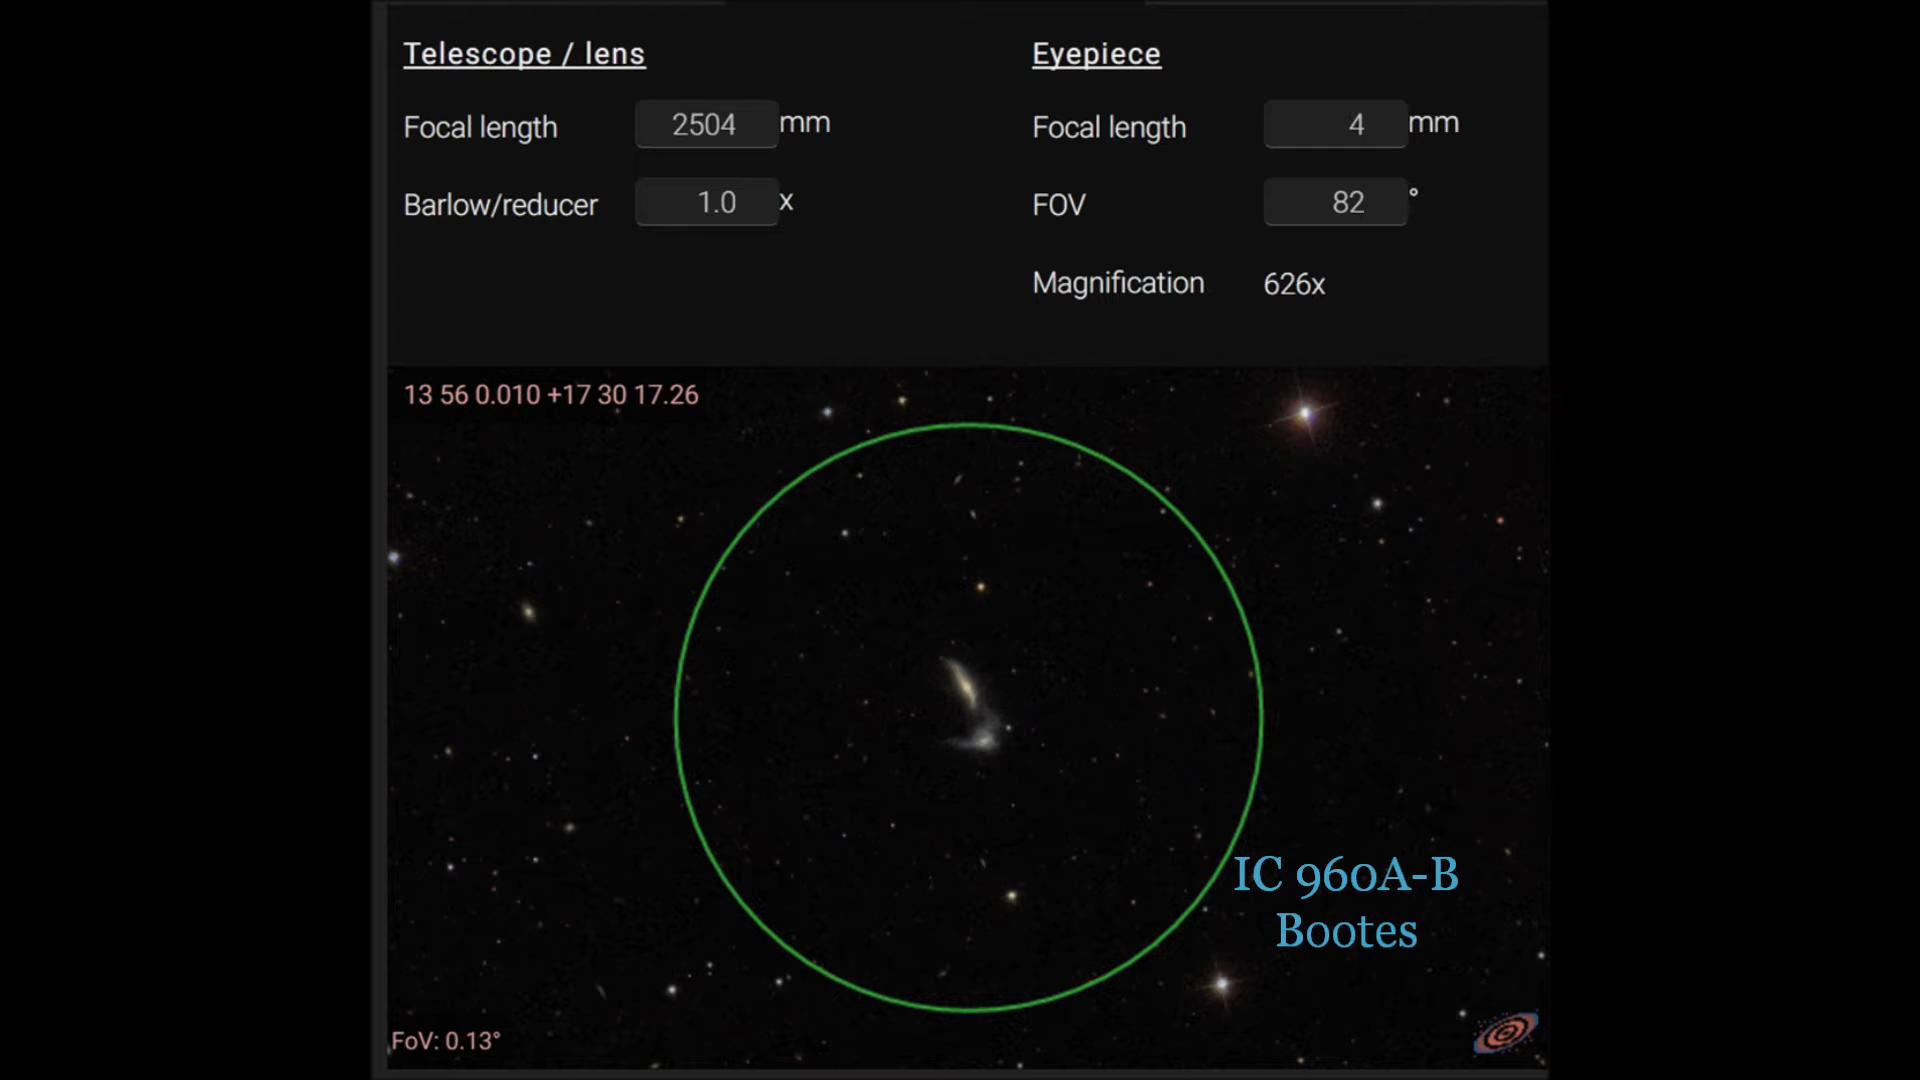 Telescope / lens
Eyepiece
Focal length 2504 mm
Focal length 4 mm
Barlow/reducer 1.0 x
FOV 82 °
Magnification 626x
13 56 0.010 +17 30 17.26
IC 960A-B
Bootes
FoV: 0.13°